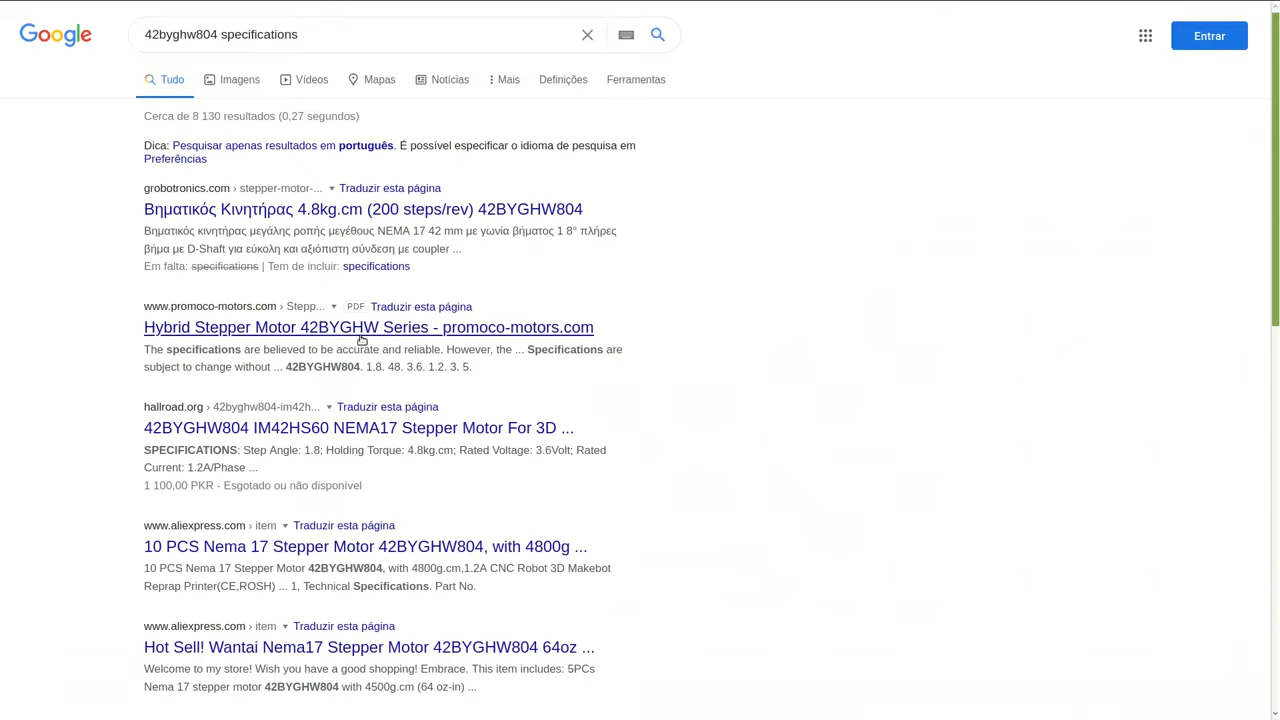 Google
42byghw804 specifications
Entrar
Tudo Imagens Vídeos Mapas Notícias Mais Definições Ferramentas
Cerca de 8 130 resultados (0,27 segundos)
Dica: Pesquisar apenas resultados em português. É possível especificar o idioma de pesquisa em
Preferências
grobotronics.com › stepper-motor-... Traduzir esta página
Βηματικός Κινητήρας 4.8kg.cm (200 steps/rev) 42BYGHW804
Βηματικός κινητήρας μεγάλης ροπής μεγέθους NEMA 17 42 mm με γωνία βήματος 1 8° πλήρες
βήμα με D-Shaft για εύκολη και αξιόπιστη σύνδεση με coupler ...
Em falta: specifications | Tem de incluir: specifications
www.promoco-motors.com › Stepp... PDF Traduzir esta página
Hybrid Stepper Motor 42BYGHW Series - promoco-motors.com
The specifications are believed to be accurate and reliable. However, the ... Specifications are
subject to change without ... 42BYGHW804. 1.8. 48. 3.6. 1.2. 3. 5.
hallroad.org › 42byghw804-im42h... Traduzir esta página
42BYGHW804 IM42HS60 NEMA17 Stepper Motor For 3D ...
SPECIFICATIONS: Step Angle: 1.8; Holding Torque: 4.8kg.cm; Rated Voltage: 3.6Volt; Rated
Current: 1.2A/Phase ...
1 100,00 PKR - Esgotado ou não disponível
www.aliexpress.com › item Traduzir esta página
10 PCS Nema 17 Stepper Motor 42BYGHW804, with 4800g ...
10 PCS Nema 17 Stepper Motor 42BYGHW804, with 4800g.cm,1.2A CNC Robot 3D Makebot
Reprap Printer(CE,ROSH) ... 1, Technical Specifications. Part No.
www.aliexpress.com › item Traduzir esta página
Hot Sell! Wantai Nema17 Stepper Motor 42BYGHW804 64oz ...
Welcome to my store! Wish you have a good shopping! Embrace. This item includes: 5PCs
Nema 17 stepper motor 42BYGHW804 with 4500g.cm (64 oz-in) ...